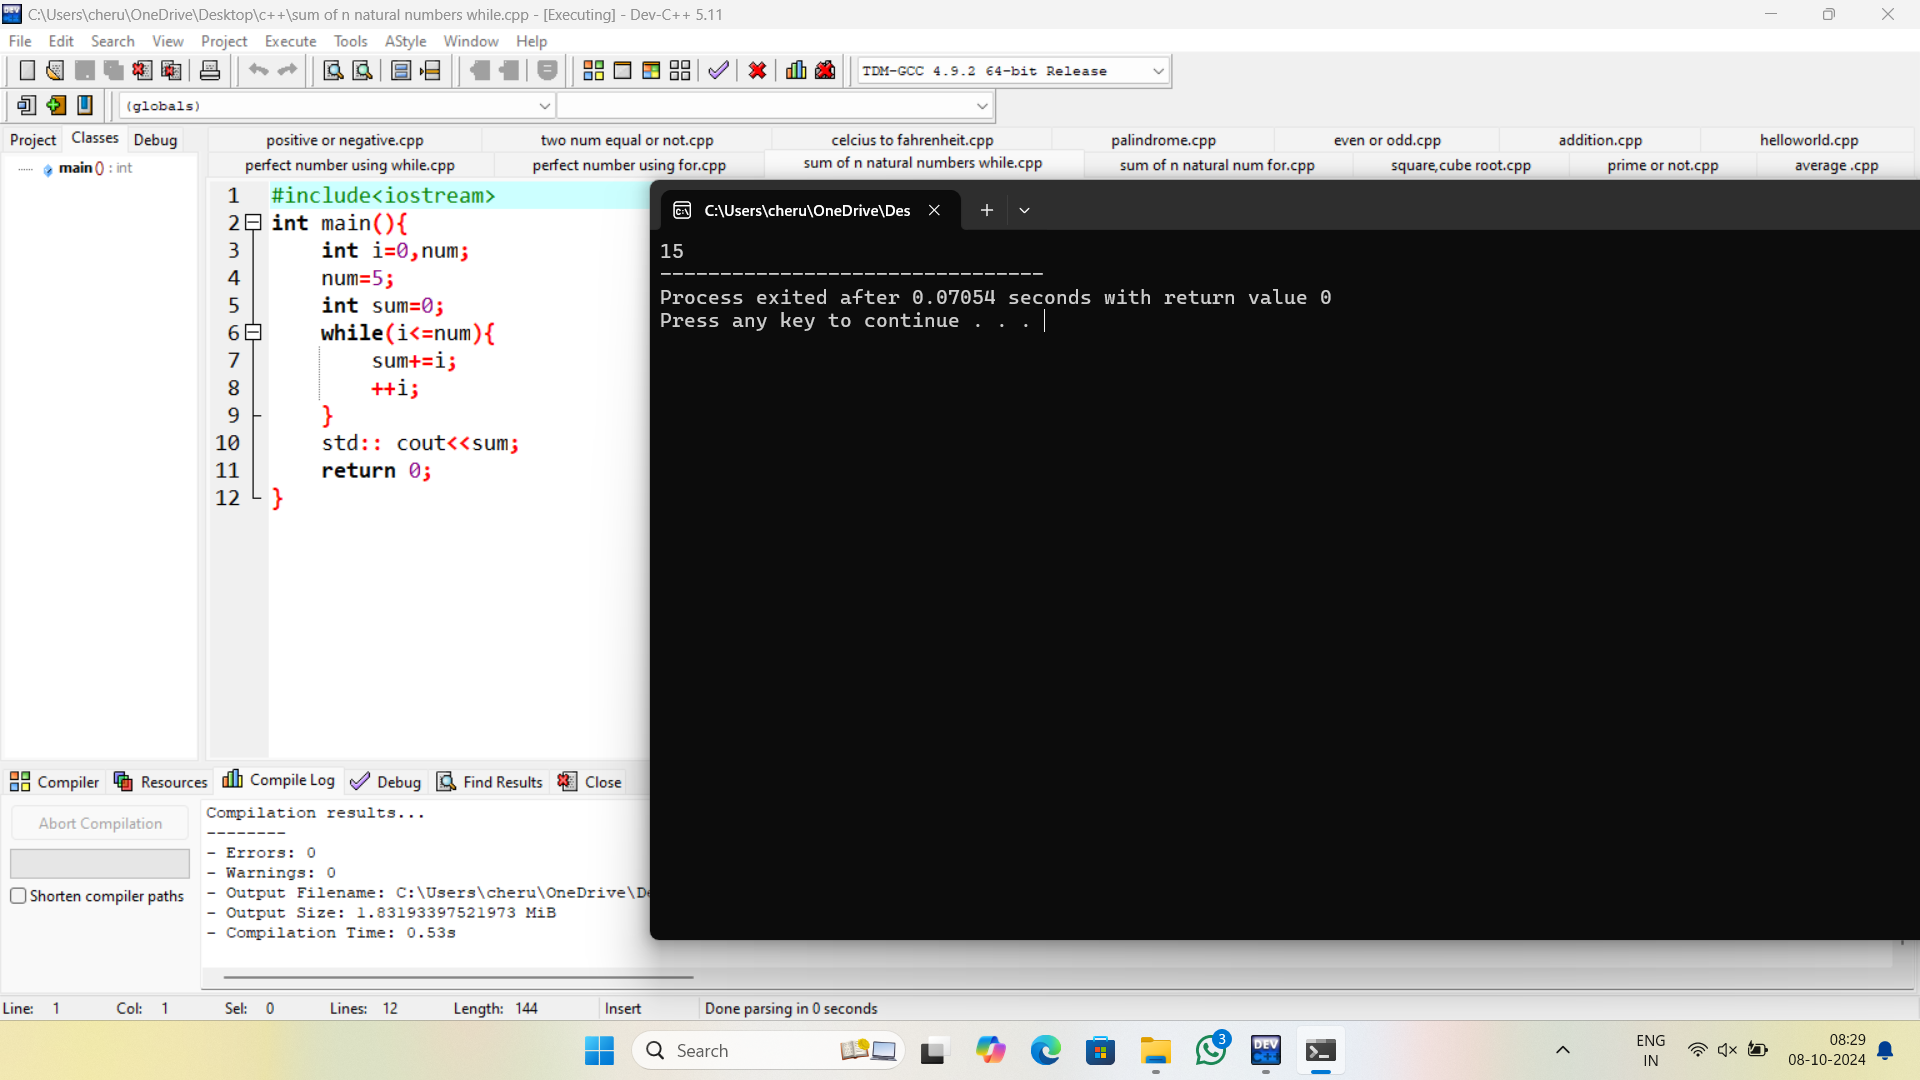 C:\Users\cheru\OneDrive\Desktop\c++\sum of n natural numbers while.cpp - [Executing] - Dev-C++ 5.11
File Edit Search View Project Execute Tools AStyle Window Help
TDM-GCC 4.9.2 64-bit Release
(globals)
Project Classes Debug
positive or negative.cpp two num equal or not.cpp celcius to fahrenheit.cpp palindrome.cpp even or odd.cpp addition.cpp helloworld.cpp
perfect number using while.cpp perfect number using for.cpp sum of n natural numbers while.cpp sum of n natural num for.cpp square,cube root.cpp prime or not.cpp average .cpp
main () : int
1 #include<iostream>
2 int main(){
3 int i=0,num;
4 num=5;
5 int sum=0;
6 while(i<=num){
7 sum+=i;
8 ++i;
9 }
10 std:: cout<<sum;
11 return 0;
12 }
C:\Users\cheru\OneDrive\Des
15
--------------------------------
Process exited after 0.07054 seconds with return value 0
Press any key to continue . . .
Compiler Resources Compile Log Debug Find Results Close
Abort Compilation
Shorten compiler paths
Compilation results...
--------
- Errors: 0
- Warnings: 0
- Output Filename: C:\Users\cheru\OneDrive\De
- Output Size: 1.83193397521973 MiB
- Compilation Time: 0.53s
Line: 1 Col: 1 Sel: 0 Lines: 12 Length: 144 Insert Done parsing in 0 seconds
Search
DEV
3
ENG
IN
08:29
08-10-2024